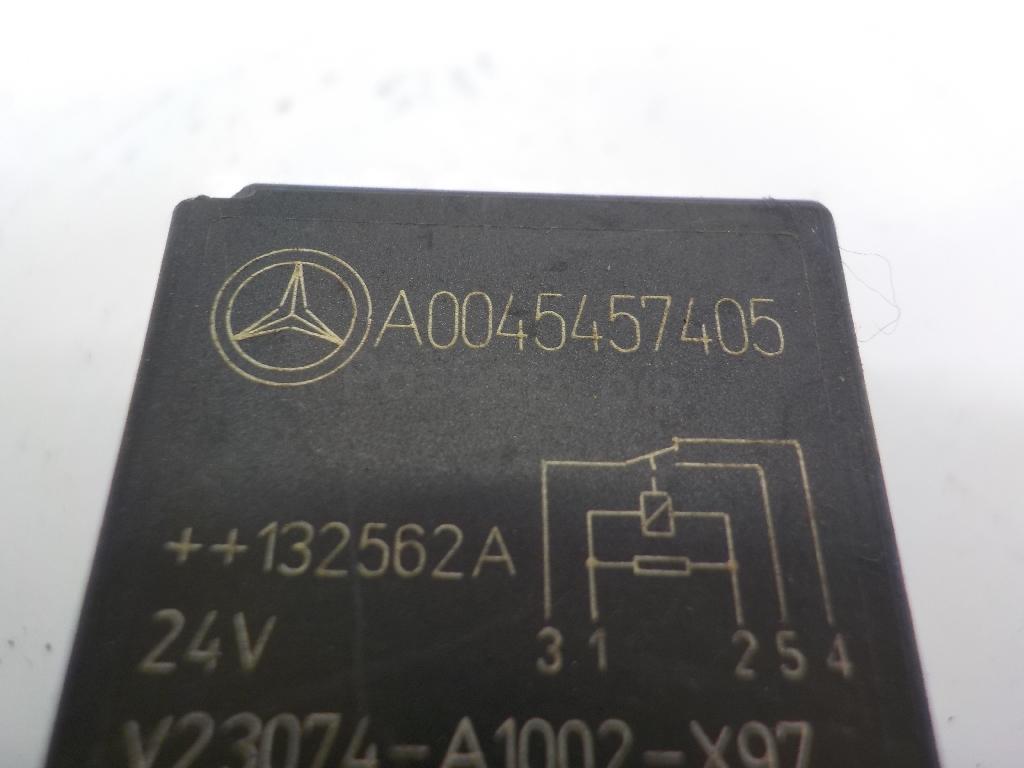 A0045457405
++132562A
24V
3 1 2 5 4
V23074-A1002-X97